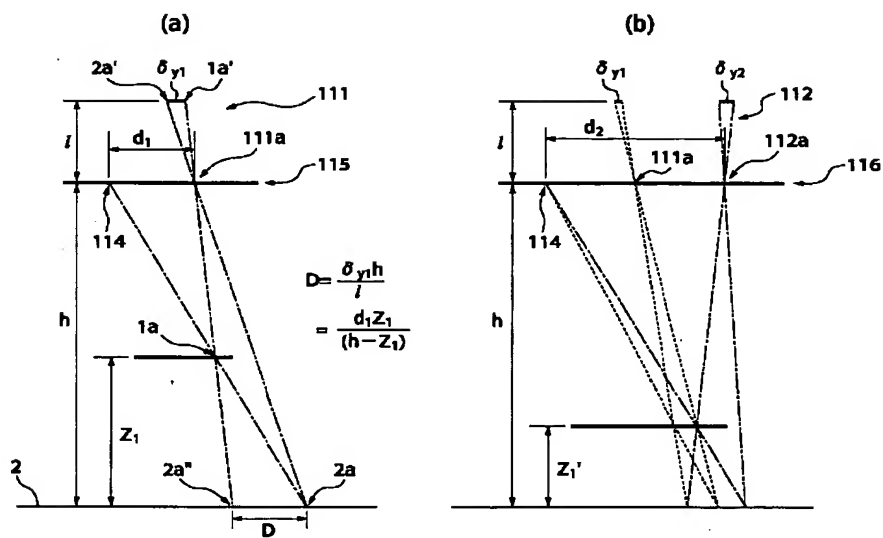 (a)
2a' δy1 1a'
111
l
d1
111a
115
114
h
1a
Z1
D= δy1h / l
= d1Z1 / (h−Z1)
2
2a"
2a
D
(b)
δy1
δy2
112
l
d2
111a
112a
116
114
h
Z1'